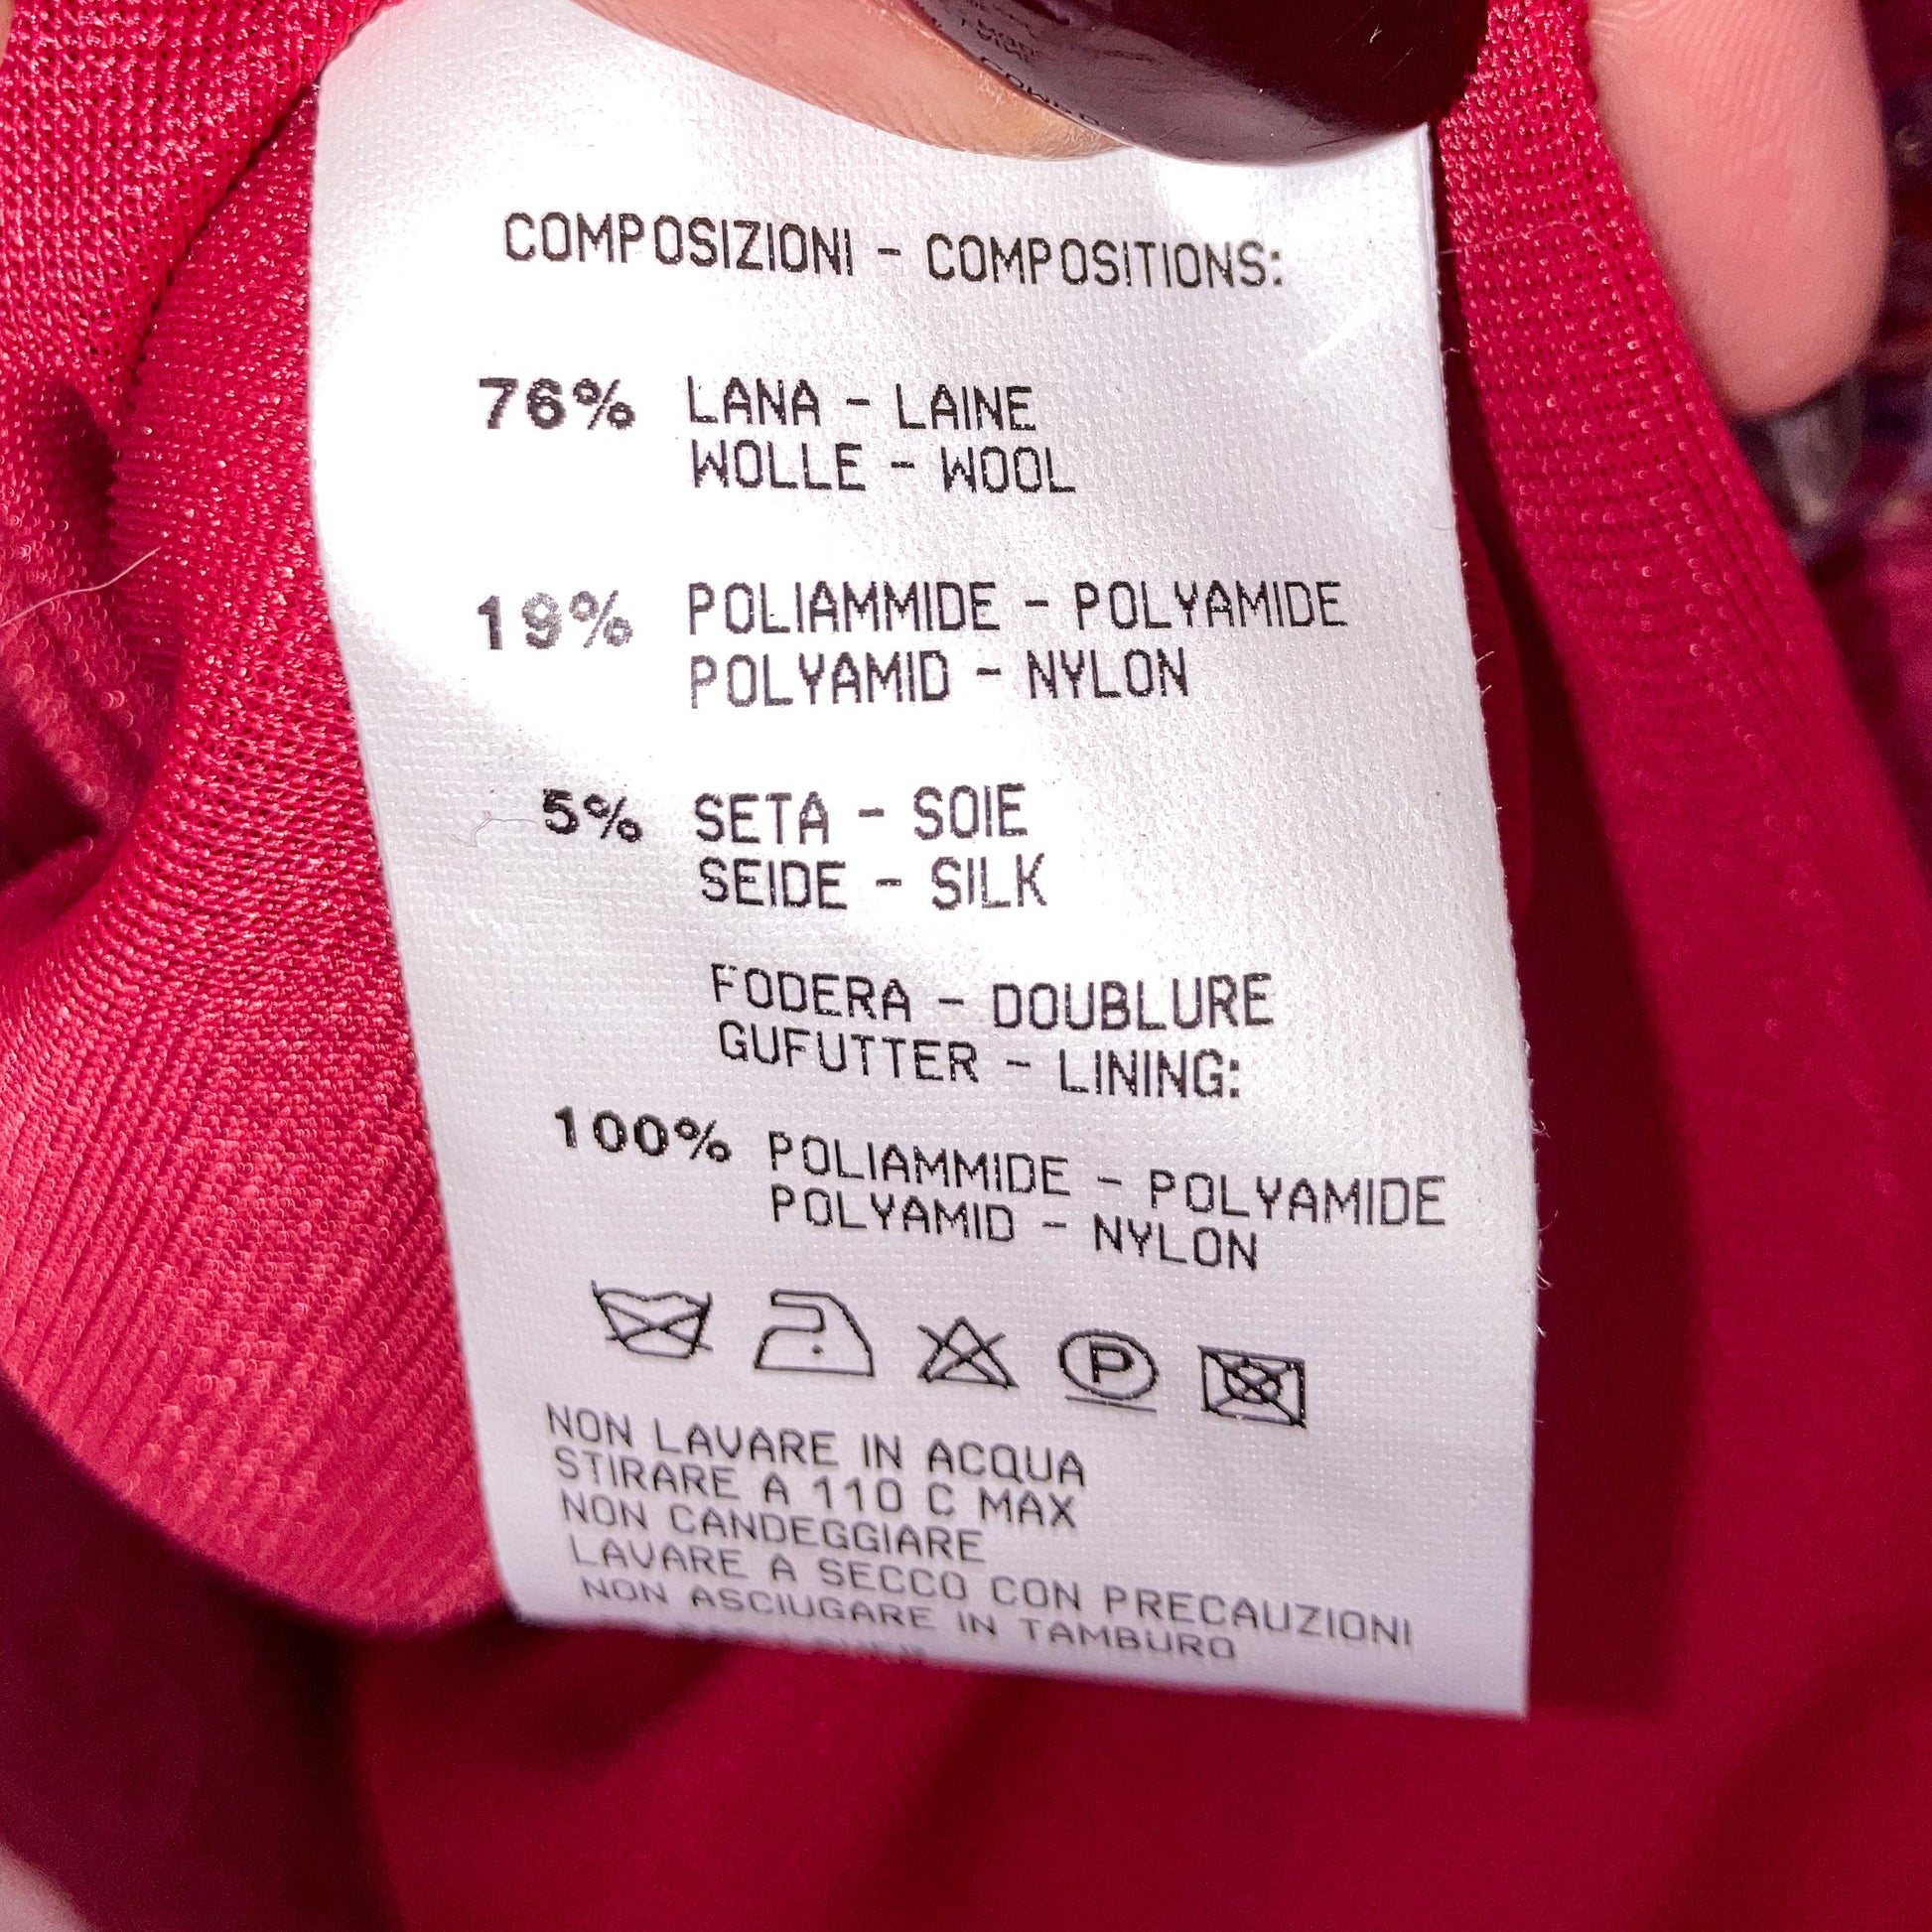 COMPOSIZIONI - COMPOSITIONS:
76% LANA - LAINE
WOLLE - WOOL
19% POLIAMMIDE - POLYAMIDE
POLYAMID - NYLON
5% SETA - SOIE
SEIDE - SILK
FODERA - DOUBLURE
GUFUTTER - LINING:
100% POLIAMMIDE - POLYAMIDE
POLYAMID - NYLON
P
NON LAVARE IN ACQUA
STIRARE A 110 C MAX
NON CANDEGGIARE
LAVARE A SECCO CON PRECAUZIONI
NON ASCIUGARE IN TAMBURO